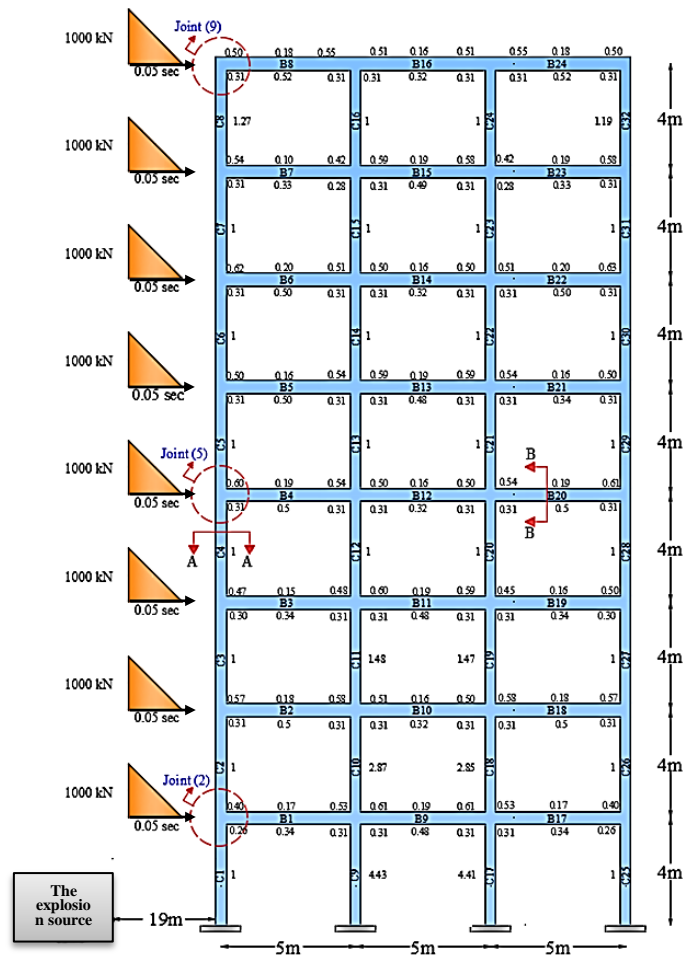 Joint (9)
1000 kN
0.05 sec
0.50 0.18 0.55 0.51 0.16 0.51 0.55 0.18 0.50
B8 B16 B24
0.31 0.52 0.31 0.31 0.32 0.31 0.31 0.52 0.31
C8 1.27 C16 1 C24 1 1.19 C32 4m
1000 kN
0.05 sec
0.54 0.10 0.42 0.59 0.19 0.58 0.42 0.19 0.58
B7 B15 B23
0.31 0.33 0.28 0.31 0.49 0.31 0.28 0.33 0.31
C7 1 C15 1 C23 1 1 C31 4m
1000 kN
0.05 sec
0.62 0.20 0.51 0.50 0.16 0.50 0.51 0.20 0.63
B6 B14 B22
0.31 0.50 0.31 0.31 0.32 0.31 0.31 0.50 0.31
C6 1 C14 1 C22 1 1 C30 4m
1000 kN
0.05 sec
0.50 0.16 0.54 0.59 0.19 0.59 0.54 0.16 0.50
B5 B13 B21
0.31 0.50 0.31 0.31 0.48 0.31 0.31 0.34 0.31
C5 1 C13 1 C21 1 1 C29 4m
Joint (5)
1000 kN
0.05 sec
B
0.60 0.19 0.54 0.50 0.16 0.50 0.54 0.19 0.61
B4 B12 B20
0.31 0.5 0.31 0.31 0.32 0.31 0.31 0.5 0.31
B
A A
C4 1 C12 1 C20 1 1 C28 4m
1000 kN
0.05 sec
0.47 0.15 0.48 0.60 0.19 0.59 0.45 0.16 0.50
B3 B11 B19
0.30 0.34 0.31 0.31 0.48 0.31 0.31 0.34 0.30
C3 1 C11 1.48 1.47 C19 1 C27 4m
1000 kN
0.05 sec
0.57 0.18 0.58 0.51 0.16 0.50 0.58 0.18 0.57
B2 B10 B18
0.31 0.5 0.31 0.31 0.32 0.31 0.31 0.5 0.31
C2 1 C10 2.87 2.85 C18 1 C26 4m
Joint (2)
1000 kN
0.05 sec
0.40 0.17 0.53 0.61 0.19 0.61 0.53 0.17 0.40
B1 B9 B17
0.26 0.34 0.31 0.31 0.48 0.31 0.31 0.34 0.26
C1 1 C9 4.43 4.41 C17 1 C25 4m
The
explosio
n source
19m
5m 5m 5m